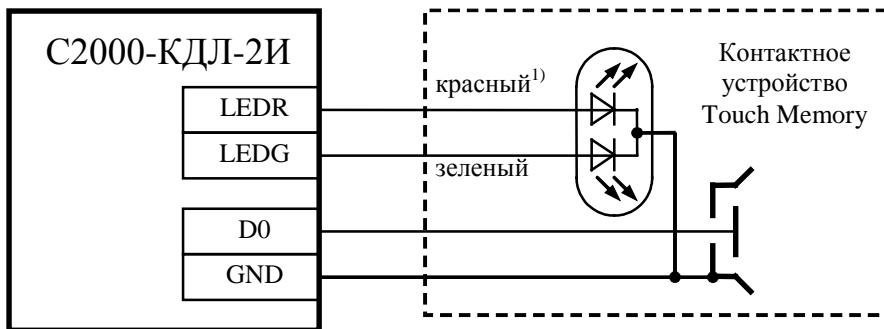 С2000-КДЛ-2И
Контактное
устройство
Touch Memory
красный1)
LEDR
LEDG
зеленый
D0
GND